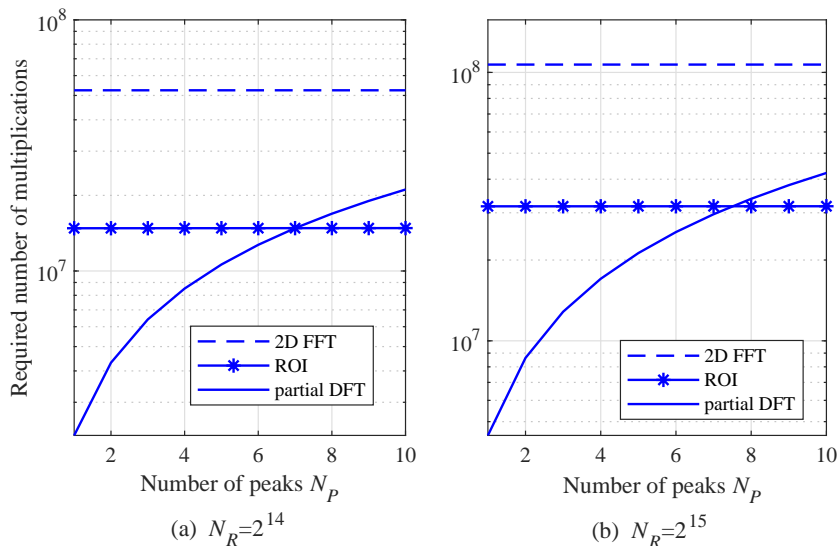 Required number of multiplications
10^8
10^7
2D FFT
ROI
partial DFT
2 4 6 8 10
Number of peaks N_P
(a) N_R=2^14
10^8
10^7
2D FFT
ROI
partial DFT
2 4 6 8 10
Number of peaks N_P
(b) N_R=2^15